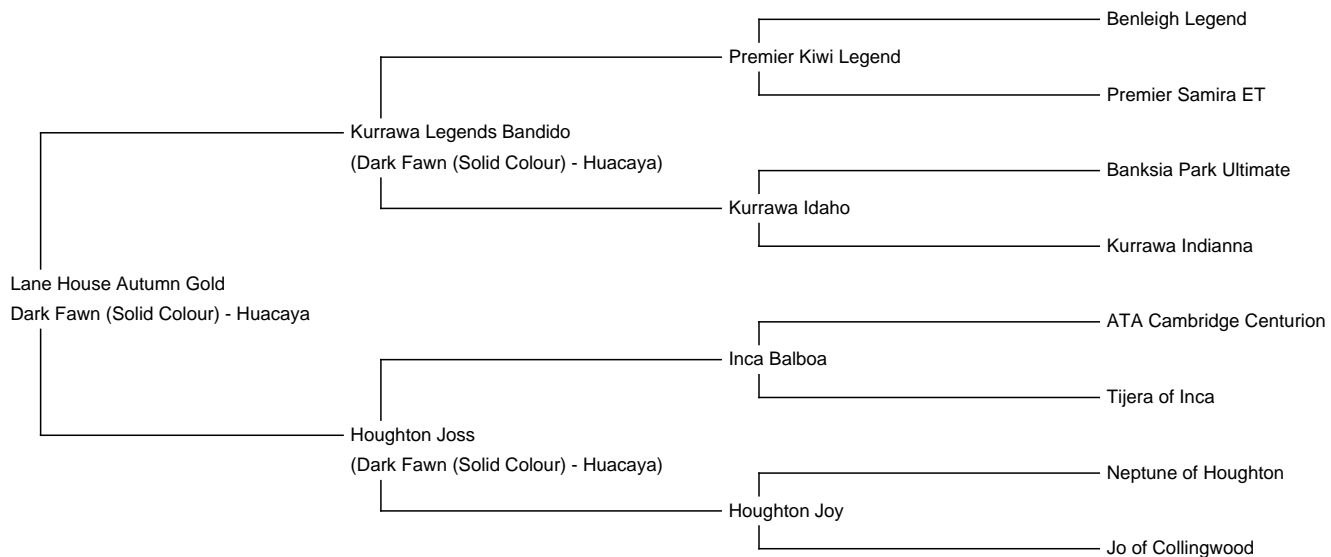 Benleigh Legend
Premier Kiwi Legend
Premier Samira ET
Kurrawa Legends Bandido
(Dark Fawn (Solid Colour) - Huacaya)
Banksia Park Ultimate
Kurrawa Idaho
Kurrawa Indianna
Lane House Autumn Gold
Dark Fawn (Solid Colour) - Huacaya
ATA Cambridge Centurion
Inca Balboa
Tijera of Inca
Houghton Joss
(Dark Fawn (Solid Colour) - Huacaya)
Neptune of Houghton
Houghton Joy
Jo of Collingwood